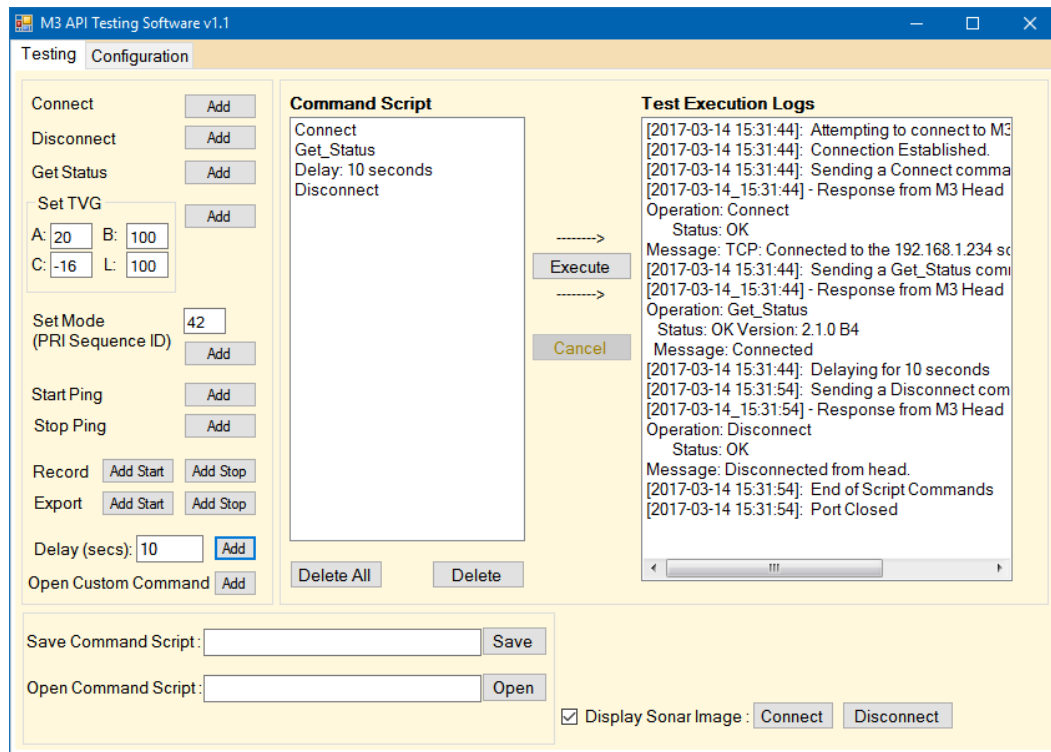 M3 API Testing Software v1.1
Testing
Configuration
Connect
Add
Disconnect
Add
Get Status
Add
Set TVG
Add
A: 20 B: 100
C: -16 L: 100
Set Mode
(PRI Sequence ID)
42
Add
Start Ping
Add
Stop Ping
Add
Record
Add Start
Add Stop
Export
Add Start
Add Stop
Delay (secs): 10
Add
Open Custom Command
Add
Command Script
Connect
Get_Status
Delay: 10 seconds
Disconnect
Delete All
Delete
-------->
Execute
-------->
Cancel
Test Execution Logs
[2017-03-14 15:31:44]: Attempting to connect to M3
[2017-03-14 15:31:44]: Connection Established.
[2017-03-14 15:31:44]: Sending a Connect comma
[2017-03-14_15:31:44] - Response from M3 Head
Operation: Connect
Status: OK
Message: TCP: Connected to the 192.168.1.234 so
[2017-03-14 15:31:44]: Sending a Get_Status com
[2017-03-14_15:31:44] - Response from M3 Head
Operation: Get_Status
Status: OK Version: 2.1.0 B4
Message: Connected
[2017-03-14 15:31:44]: Delaying for 10 seconds
[2017-03-14 15:31:54]: Sending a Disconnect com
[2017-03-14_15:31:54] - Response from M3 Head
Operation: Disconnect
Status: OK
Message: Disconnected from head.
[2017-03-14 15:31:54]: End of Script Commands
[2017-03-14 15:31:54]: Port Closed
Save Command Script :
Save
Open Command Script :
Open
Display Sonar Image :
Connect
Disconnect